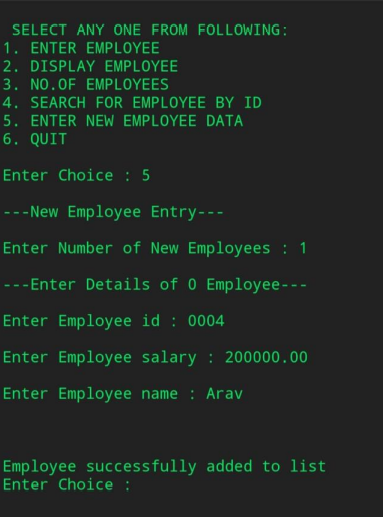 SELECT ANY ONE FROM FOLLOWING:
1. ENTER EMPLOYEE
2. DISPLAY EMPLOYEE
3. NO.OF EMPLOYEES
4. SEARCH FOR EMPLOYEE BY ID
5. ENTER NEW EMPLOYEE DATA
6. QUIT
Enter Choice : 5
---New Employee Entry---
Enter Number of New Employees : 1
---Enter Details of 0 Employee---
Enter Employee id : 0004
Enter Employee salary : 200000.00
Enter Employee name : Arav
Employee successfully added to list
Enter Choice :